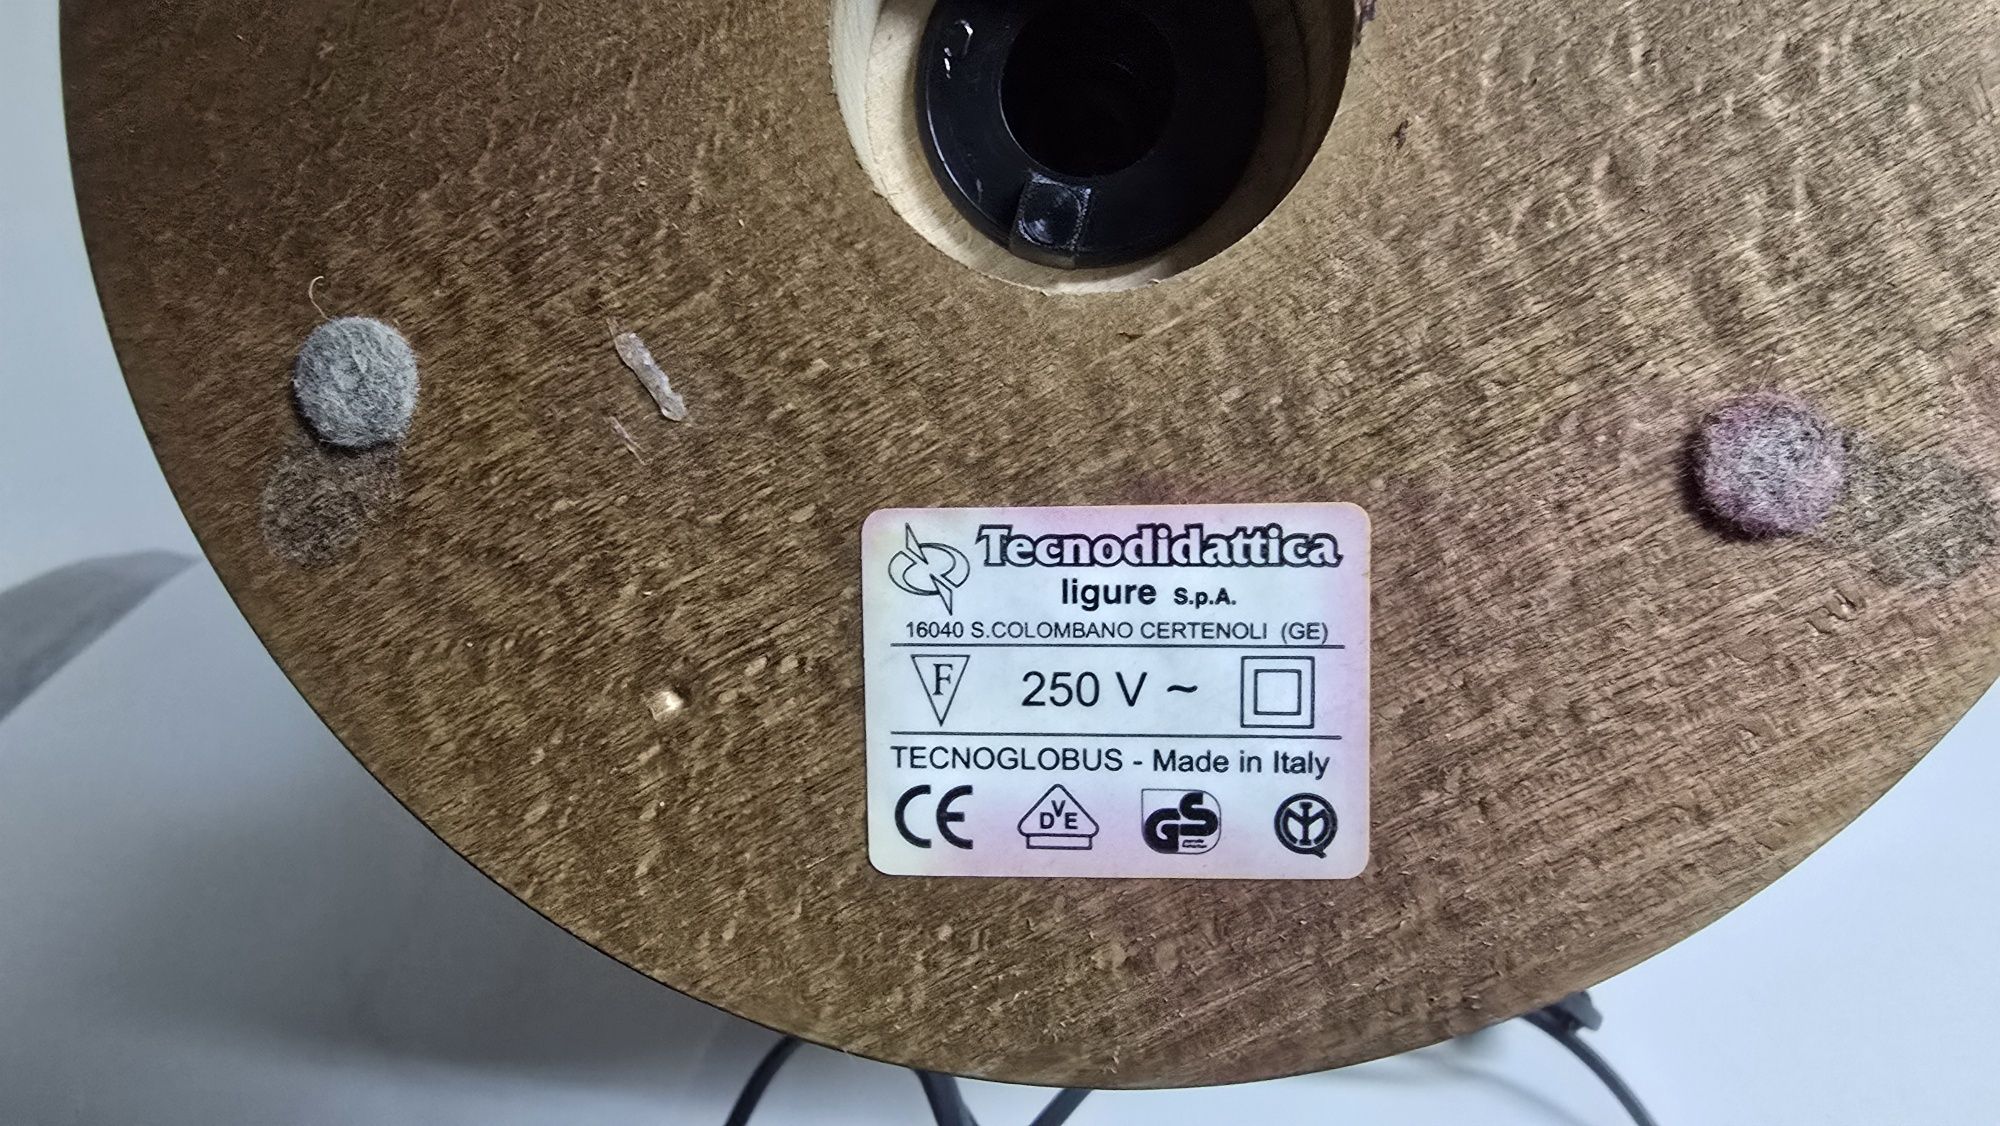 Tecnodidattica
ligure S.p.A.
16040 S.COLOMBANO CERTENOLI (GE)
F 250 V ~
TECNOGLOBUS - Made in Italy
CE DVE GS